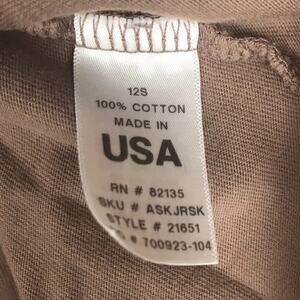 12S
100% COTTON
MADE IN
USA
RN # 82135
SKU # ASKJRSK
STYLE # 21651
# 700923-104